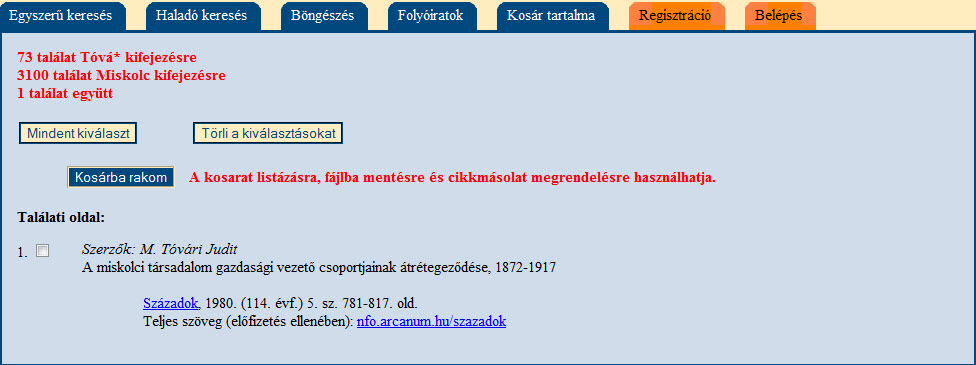 Egyszerű keresés Haladó keresés Böngészés Folyóiratok Kosár tartalma Regisztráció Belépés
73 találat Tóvá* kifejezésre
3100 találat Miskolc kifejezésre
1 találat együtt
Mindent kiválaszt Törli a kiválasztásokat
Kosárba rakom A kosarat listázásra, fájlba mentésre és cikkmásolat megrendelésre használhatja.
Találati oldal:
1. Szerzők: M. Tóvári Judit
A miskolci társadalom gazdasági vezető csoportjainak átrétegeződése, 1872-1917
Századok, 1980. (114. évf.) 5. sz. 781-817. old.
Teljes szöveg (előfizetés ellenében): nfo.arcanum.hu/szazadok